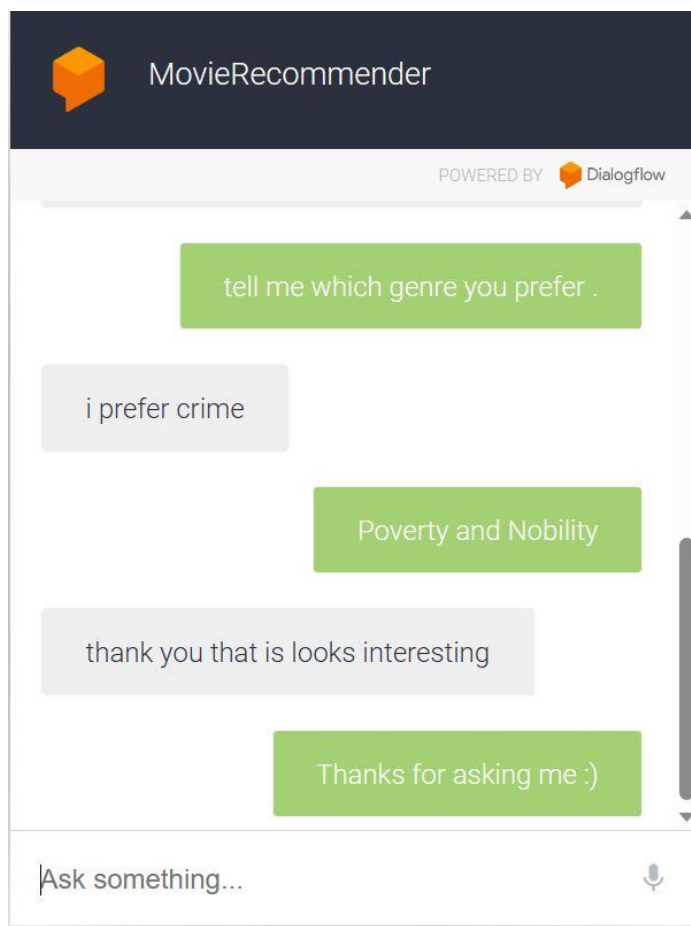 MovieRecommender
POWERED BY Dialogflow
tell me which genre you prefer .
i prefer crime
Poverty and Nobility
thank you that is looks interesting
Thanks for asking me :)
Ask something...